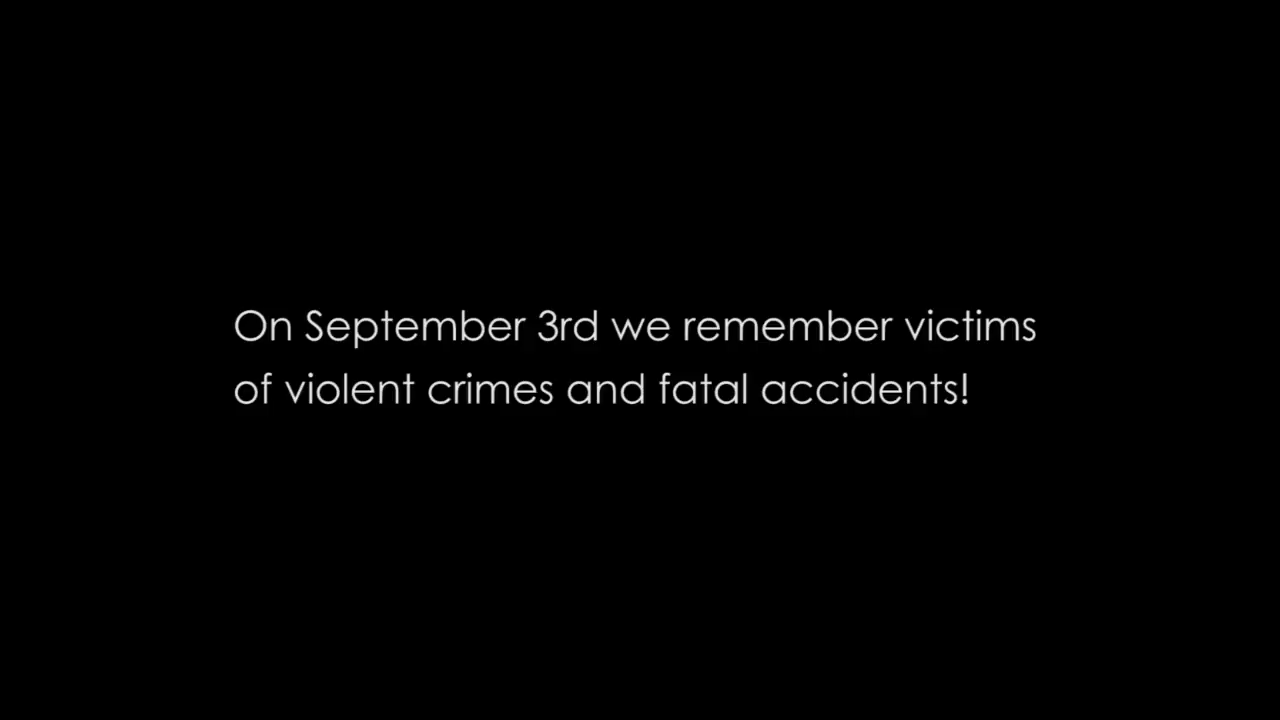 On September 3rd we remember victims
of violent crimes and fatal accidents!